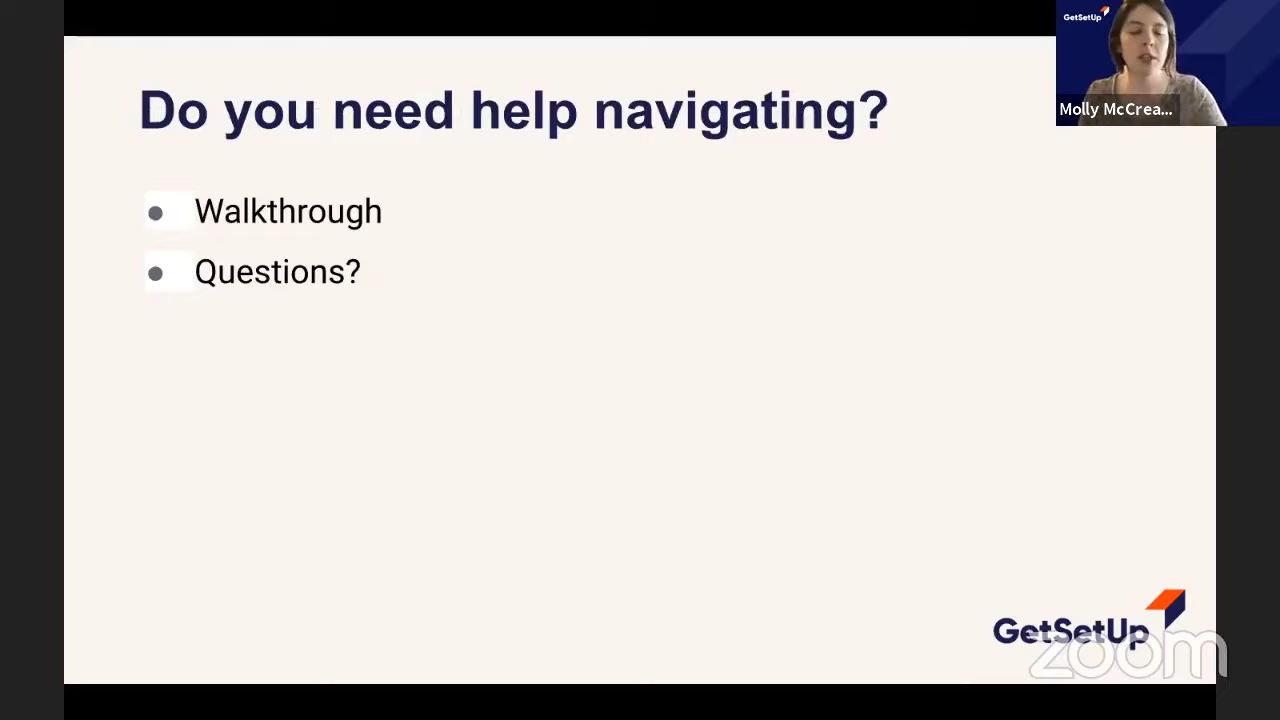 GetSetUp
Molly McCrea...
Do you need help navigating?
Walkthrough
Questions?
GetSetUp
zoom